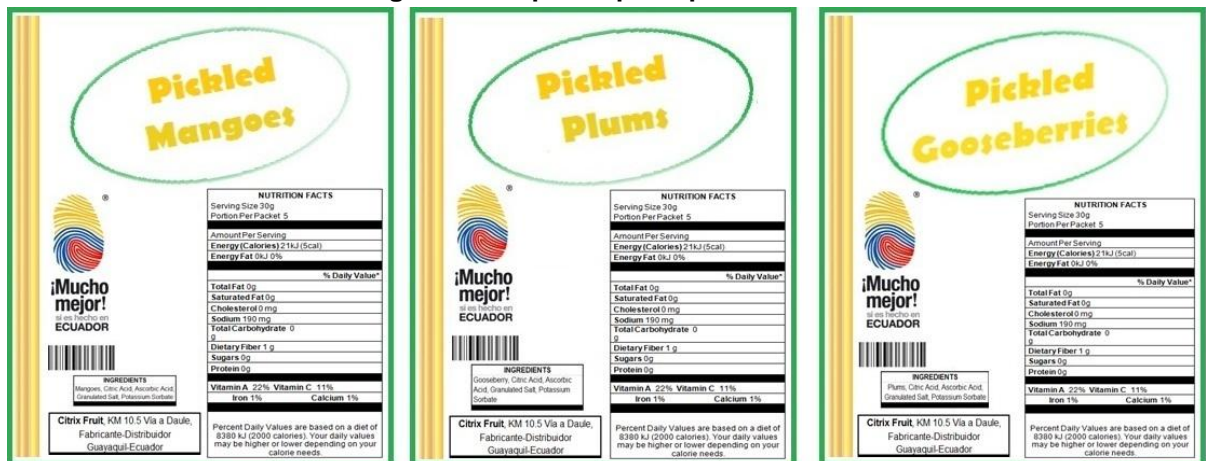 Pickled
Mangoes
®
¡Mucho
mejor!
si es hecho en
ECUADOR
INGREDIENTS
Mangoes, Citric Acid, Ascorbic Acid,
Granulated Salt, Potassium Sorbate
Citrix Fruit, KM 10.5 Via a Daule,
Fabricante-Distribuidor
Guayaquil-Ecuador
NUTRITION FACTS
Serving Size 30g
Portion Per Packet 5
Amount Per Serving
Energy (Calories) 21kJ (5cal)
Energy Fat 0kJ 0%
% Daily Value*
Total Fat 0g
Saturated Fat 0g
Cholesterol 0 mg
Sodium 190 mg
Total Carbohydrate 0
g
Dietary Fiber 1 g
Sugars 0g
Protein 0g
Vitamin A 22% Vitamin C 11%
Iron 1% Calcium 1%
Percent Daily Values are based on a diet of
8380 kJ (2000 calories). Your daily values
may be higher or lower depending on your
calorie needs.
Pickled
Plums
®
¡Mucho
mejor!
si es hecho en
ECUADOR
INGREDIENTS
Gooseberry, Citric Acid, Ascorbic
Acid, Granulated Salt, Potassium
Sorbate
Citrix Fruit, KM 10.5 Via a Daule,
Fabricante-Distribuidor
Guayaquil-Ecuador
NUTRITION FACTS
Serving Size 30g
Portion Per Packet 5
Amount Per Serving
Energy (Calories) 21kJ (5cal)
Energy Fat 0kJ 0%
% Daily Value*
Total Fat 0g
Saturated Fat 0g
Cholesterol 0 mg
Sodium 190 mg
Total Carbohydrate 0
g
Dietary Fiber 1 g
Sugars 0g
Protein 0g
Vitamin A 22% Vitamin C 11%
Iron 1% Calcium 1%
Percent Daily Values are based on a diet of
8380 kJ (2000 calories). Your daily values
may be higher or lower depending on your
calorie needs.
Pickled
Gooseberries
®
¡Mucho
mejor!
si es hecho en
ECUADOR
INGREDIENTS
Plums, Citric Acid, Ascorbic Acid,
Granulated Salt, Potassium Sorbate
Citrix Fruit, KM 10.5 Via a Daule,
Fabricante-Distribuidor
Guayaquil-Ecuador
NUTRITION FACTS
Serving Size 30g
Portion Per Packet 5
Amount Per Serving
Energy (Calories) 21kJ (5cal)
Energy Fat 0kJ 0%
% Daily Value*
Total Fat 0g
Saturated Fat 0g
Cholesterol 0 mg
Sodium 190 mg
Total Carbohydrate 0
g
Dietary Fiber 1 g
Sugars 0g
Protein 0g
Vitamin A 22% Vitamin C 11%
Iron 1% Calcium 1%
Percent Daily Values are based on a diet of
8380 kJ (2000 calories). Your daily values
may be higher or lower depending on your
calorie needs.